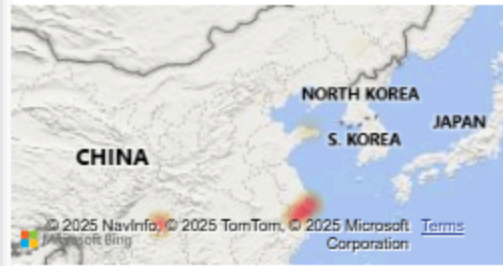 NORTH KOREA
JAPAN
S. KOREA
CHINA
© 2025 NavInfo, © 2025 TomTom, © 2025 Microsoft Corporation
Terms
Microsoft Bing